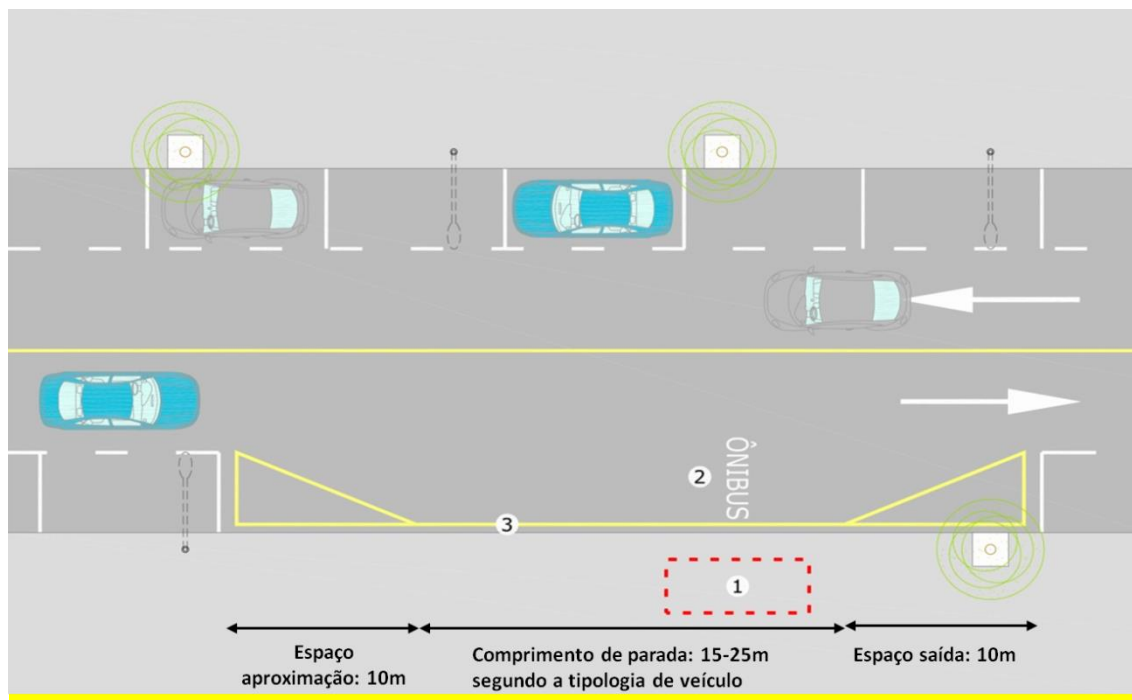 ÔNIBUS
2
3
1
Espaço
aproximação: 10m
Comprimento de parada: 15-25m
segundo a tipologia de veículo
Espaço saída: 10m